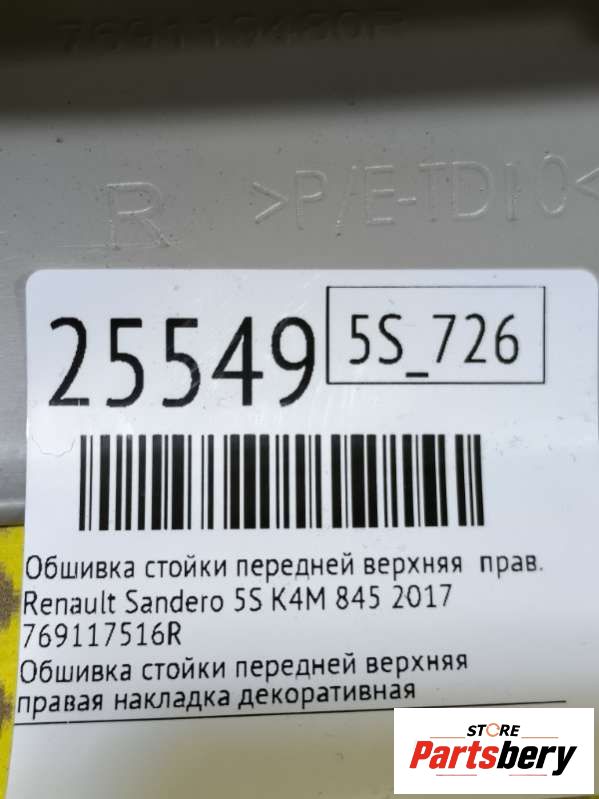 R
>P/E-TD10<
25549
5S_726
Обшивка стойки передней верхняя прав.
Renault Sandero 5S K4M 845 2017
769117516R
Обшивка стойки передней верхняя
правая накладка декоративная
STORE
Partsbery